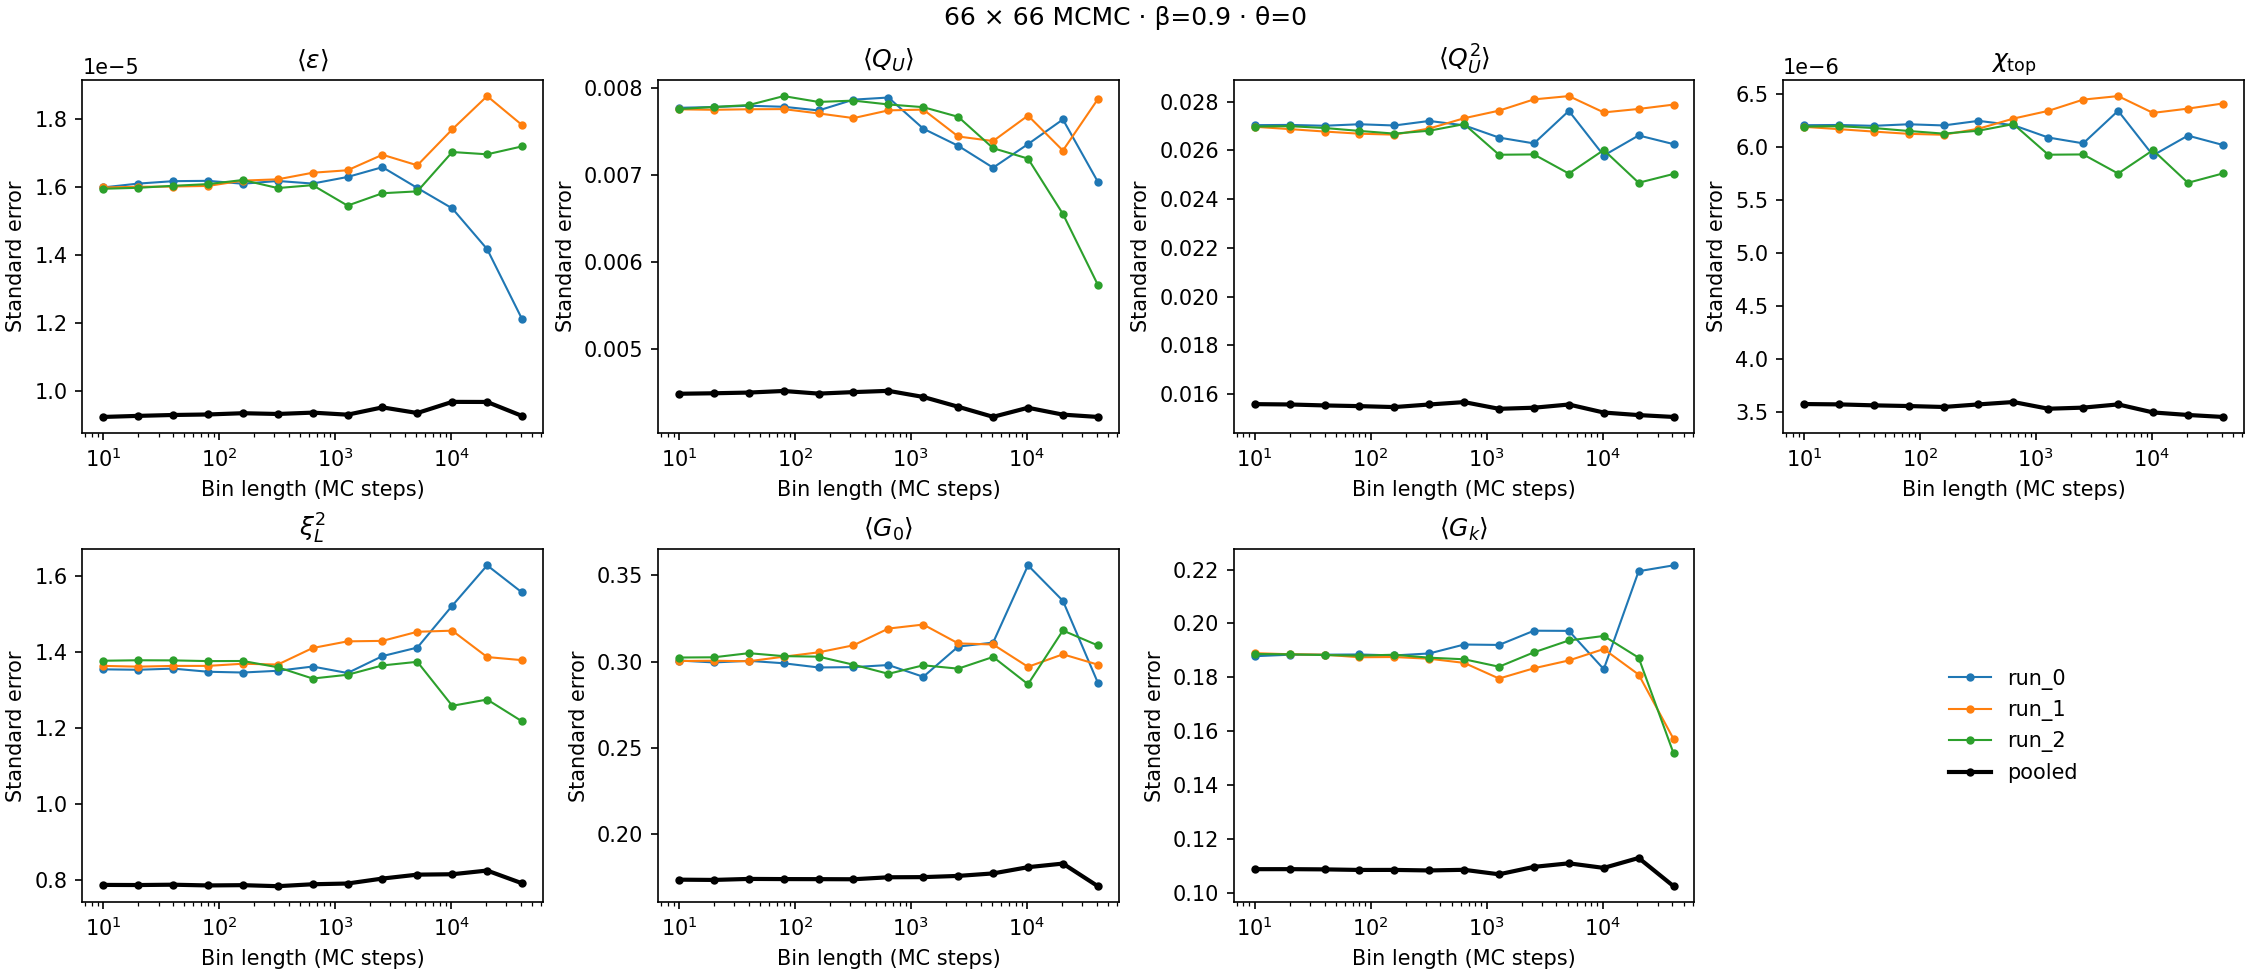 66 × 66 MCMC · β=0.9 · θ=0
⟨ε⟩
1e−5
1.8
1.6
1.4
1.2
1.0
Standard error
10¹ 10² 10³ 10⁴
Bin length (MC steps)
⟨Q_U⟩
0.008
0.007
0.006
0.005
Standard error
10¹ 10² 10³ 10⁴
Bin length (MC steps)
⟨Q_U²⟩
0.028
0.026
0.024
0.022
0.020
0.018
0.016
Standard error
10¹ 10² 10³ 10⁴
Bin length (MC steps)
χ_top
1e−6
6.5
6.0
5.5
5.0
4.5
4.0
3.5
Standard error
10¹ 10² 10³ 10⁴
Bin length (MC steps)
ξ_L²
1.6
1.4
1.2
1.0
0.8
Standard error
10¹ 10² 10³ 10⁴
Bin length (MC steps)
⟨G₀⟩
0.35
0.30
0.25
0.20
Standard error
10¹ 10² 10³ 10⁴
Bin length (MC steps)
⟨G_k⟩
0.22
0.20
0.18
0.16
0.14
0.12
0.10
Standard error
10¹ 10² 10³ 10⁴
Bin length (MC steps)
run_0
run_1
run_2
pooled